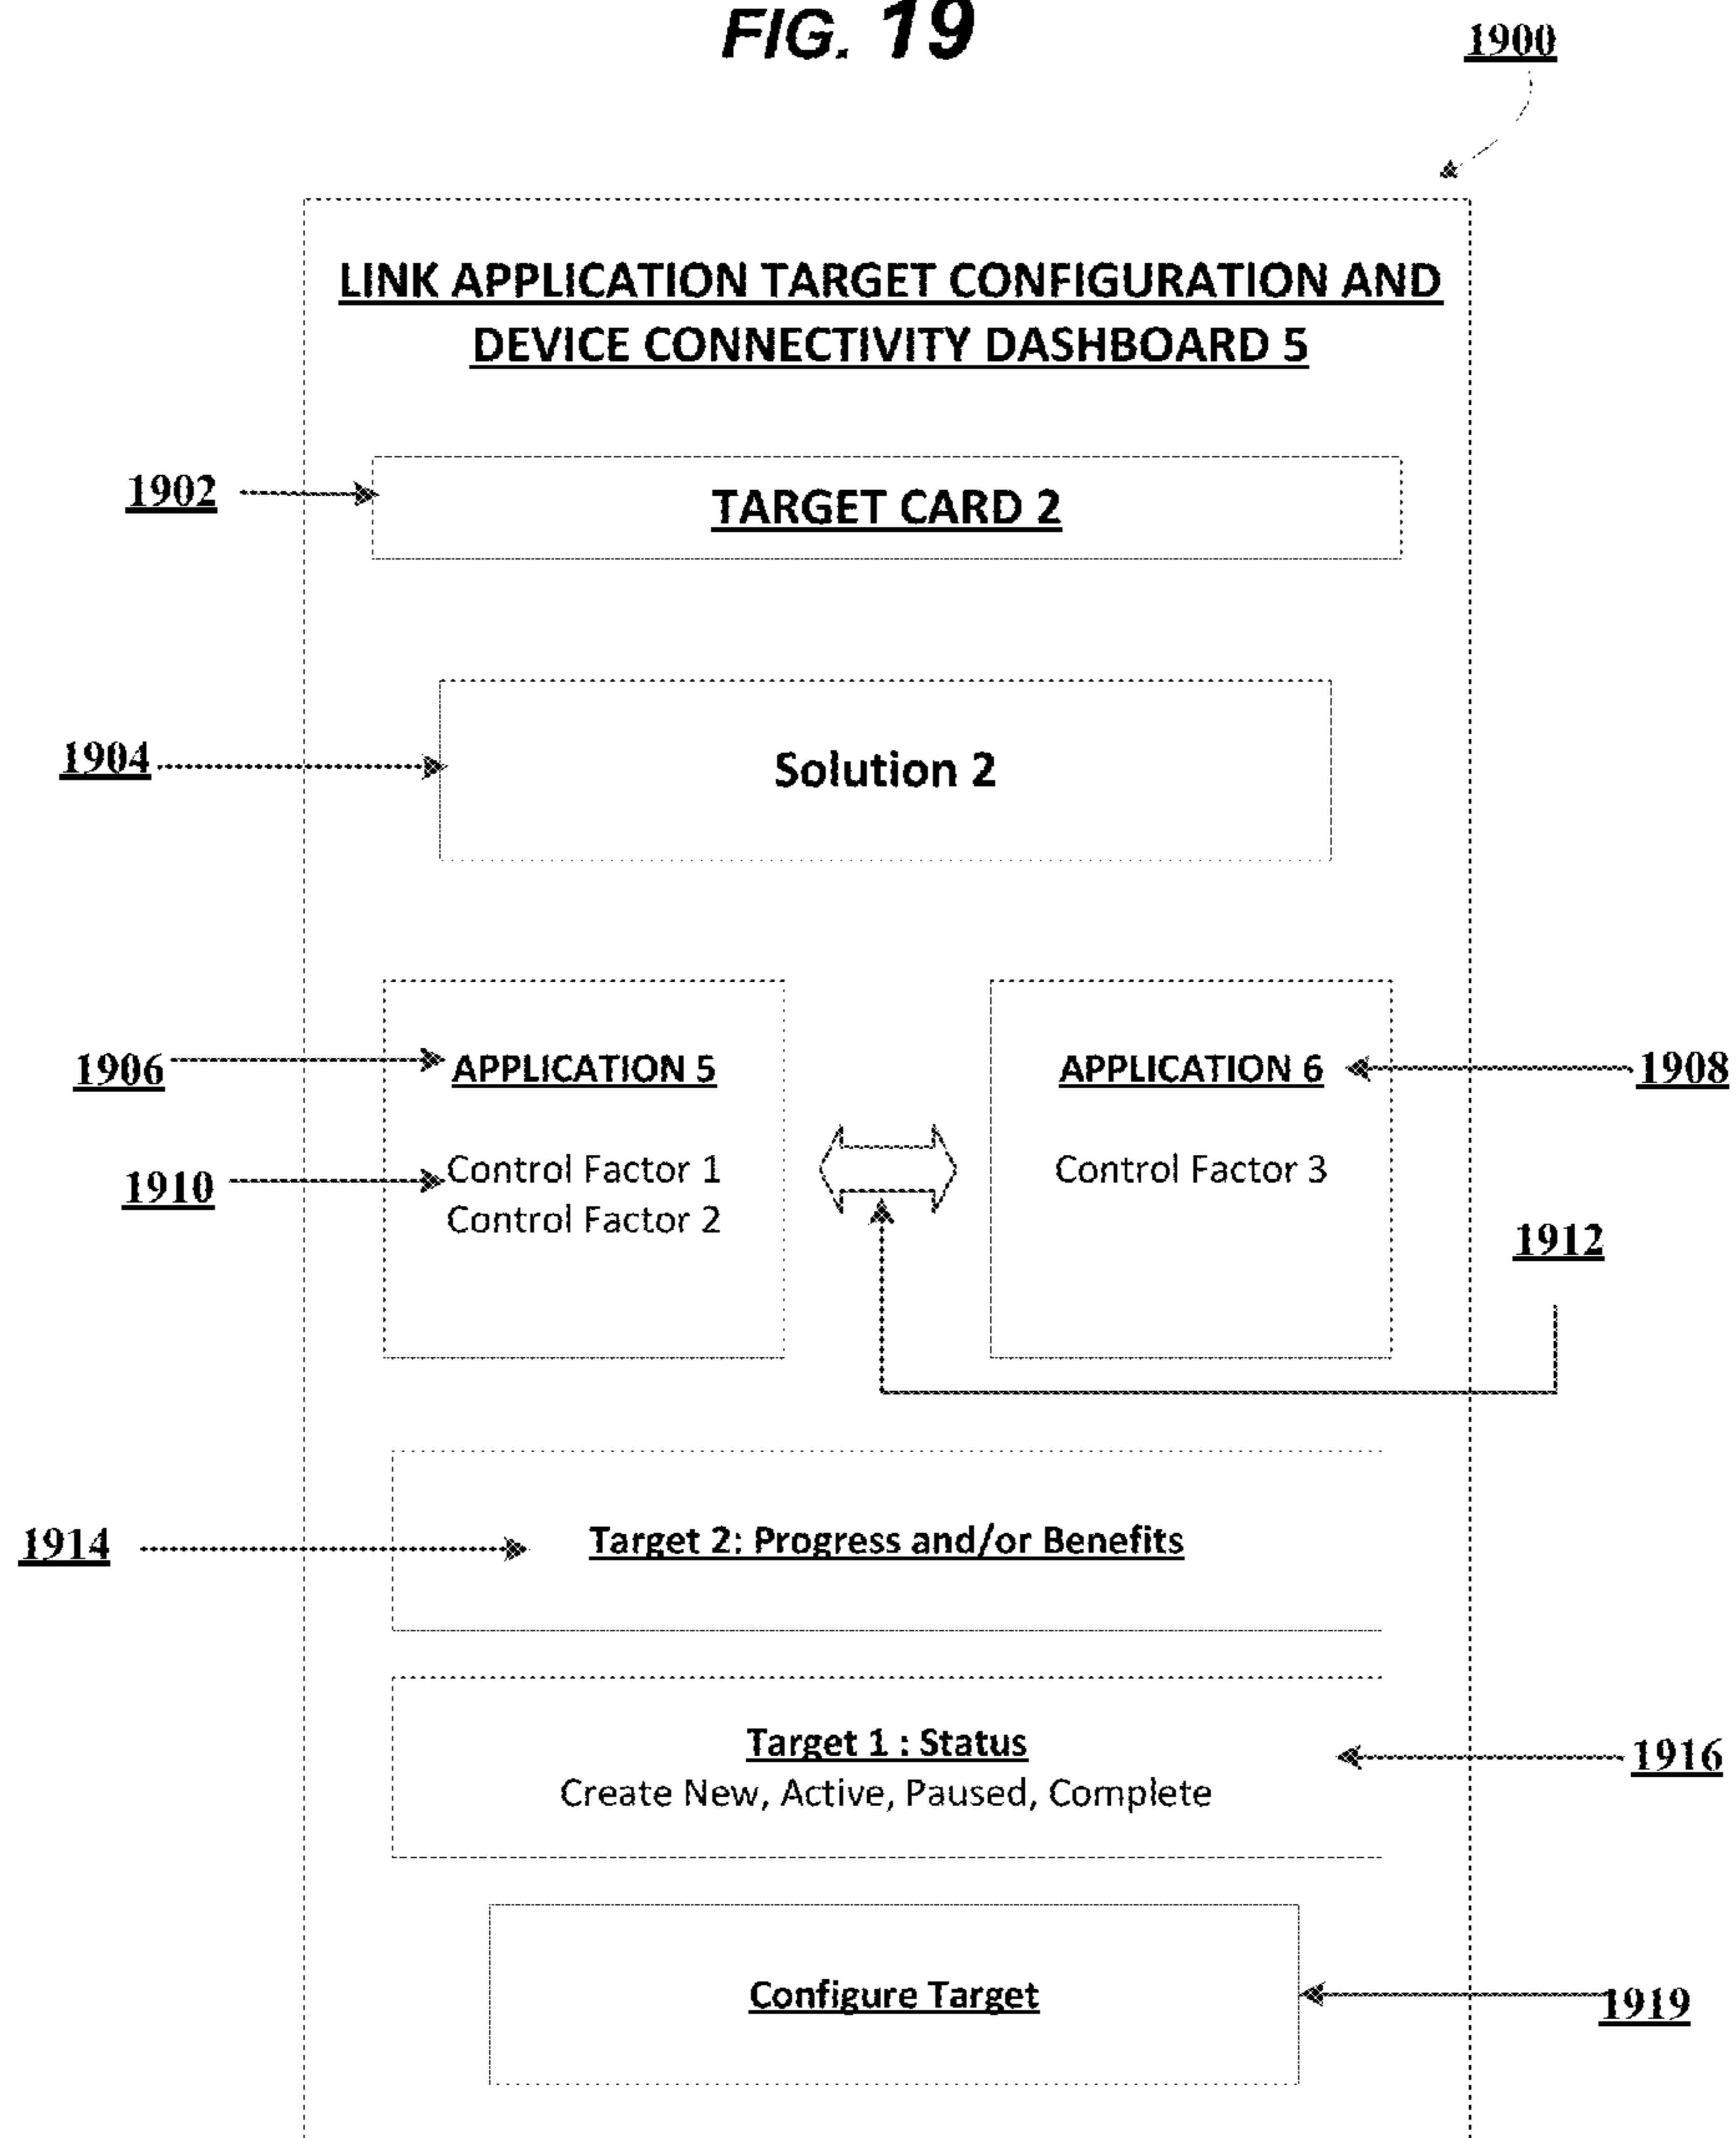 FIG. 19
1900
LINK APPLICATION TARGET CONFIGURATION AND
DEVICE CONNECTIVITY DASHBOARD 5
1902
TARGET CARD 2
1904
Solution 2
1906
APPLICATION 5
APPLICATION 6
1908
1910
Control Factor 1
Control Factor 2
Control Factor 3
1912
1914
Target 2: Progress and/or Benefits
Target 1 : Status
Create New, Active, Paused, Complete
1916
Configure Target
1919